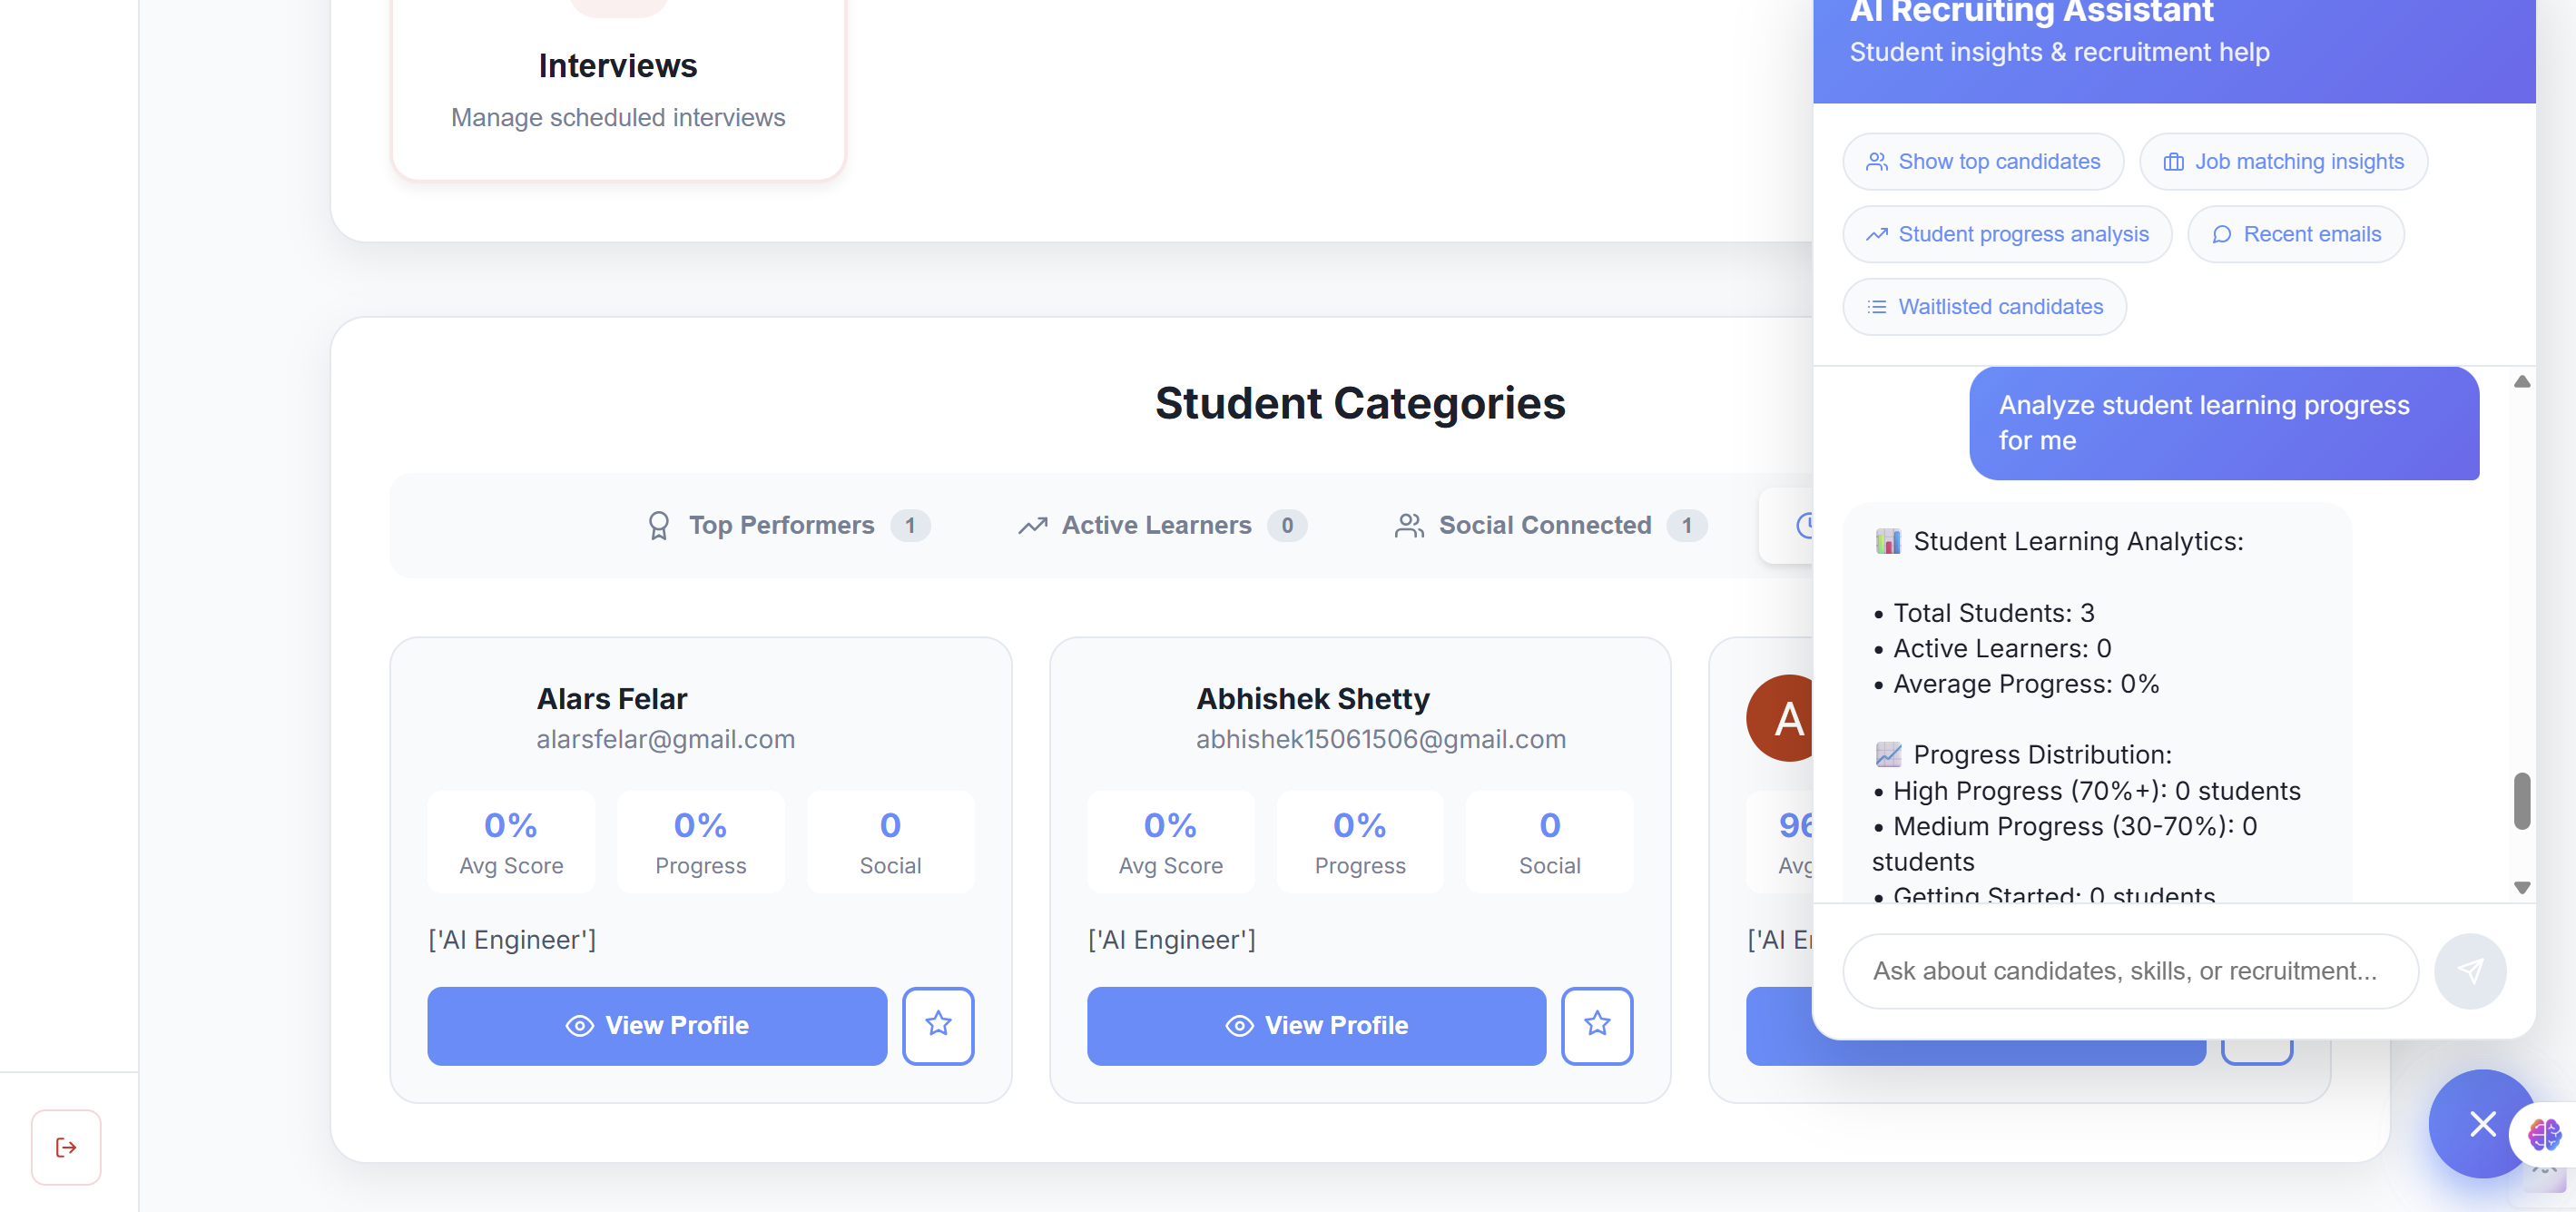 Interviews
Manage scheduled interviews
Student Categories
Top Performers 1
Active Learners 0
Social Connected 1
Alars Felar
alarsfelar@gmail.com
0%
Avg Score
0%
Progress
0
Social
['AI Engineer']
View Profile
Abhishek Shetty
abhishek15061506@gmail.com
0%
Avg Score
0%
Progress
0
Social
['AI Engineer']
View Profile
A
96
AI Recruiting Assistant
Student insights & recruitment help
Show top candidates
Job matching insights
Student progress analysis
Recent emails
Waitlisted candidates
Analyze student learning progress
for me
Student Learning Analytics:
• Total Students: 3
• Active Learners: 0
• Average Progress: 0%
Progress Distribution:
• High Progress (70%+): 0 students
• Medium Progress (30-70%): 0
students
• Getting Started: 0 students
Ask about candidates, skills, or recruitment...